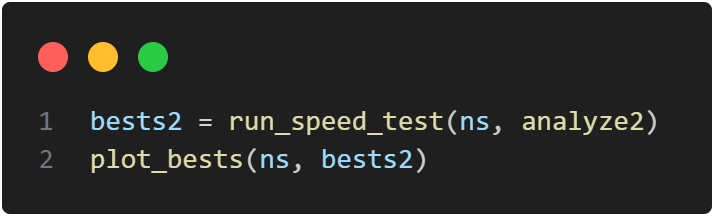 1 bests2 = run_speed_test(ns, analyze2)
2 plot_bests(ns, bests2)